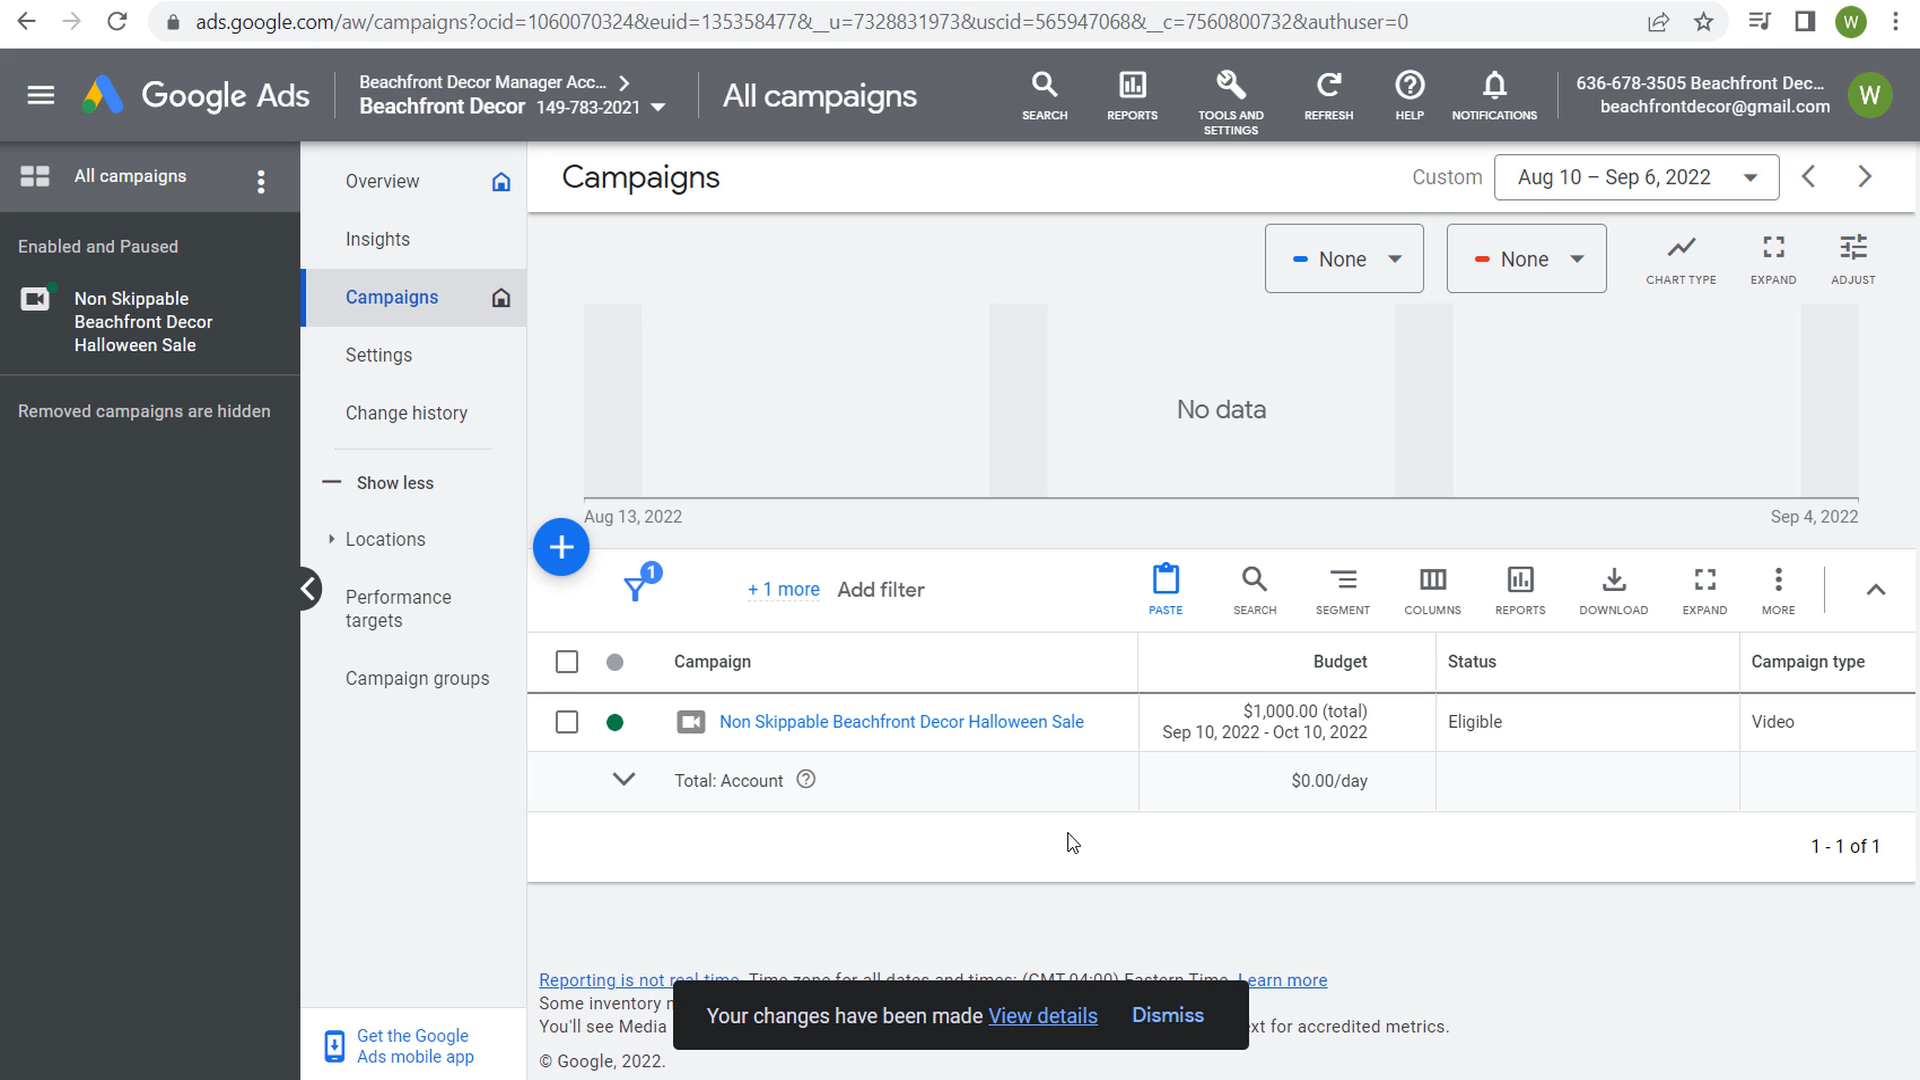 ads.google.com/aw/campaigns?ocid=1060070324&euid=135358477&__u=7328831973&uscid=565947068&__c=7560800732&authuser=0
W
Google Ads
Beachfront Decor Manager Acc...
Beachfront Decor 149-783-2021
All campaigns
SEARCH
REPORTS
TOOLS AND
SETTINGS
REFRESH
HELP
NOTIFICATIONS
636-678-3505 Beachfront Dec...
beachfrontdecor@gmail.com
W
All campaigns
Enabled and Paused
Non Skippable
Beachfront Decor
Halloween Sale
Removed campaigns are hidden
Overview
Insights
Campaigns
Settings
Change history
Show less
Locations
Performance
targets
Campaign groups
Get the Google
Ads mobile app
Campaigns
Custom
Aug 10 – Sep 6, 2022
None
None
CHART TYPE
EXPAND
ADJUST
No data
Aug 13, 2022
Sep 4, 2022
1
+ 1 more
Add filter
PASTE
SEARCH
SEGMENT
COLUMNS
REPORTS
DOWNLOAD
EXPAND
MORE
Campaign
Budget
Status
Campaign type
Non Skippable Beachfront Decor Halloween Sale
$1,000.00 (total)
Sep 10, 2022 - Oct 10, 2022
Eligible
Video
Total: Account
$0.00/day
1 - 1 of 1
Reporting is not real-time. Time zone for all dates and times: (GMT-04:00) Eastern Time. Learn more
Some inventory
You'll see Media
Your changes have been made View details
Dismiss
for accredited metrics.
© Google, 2022.